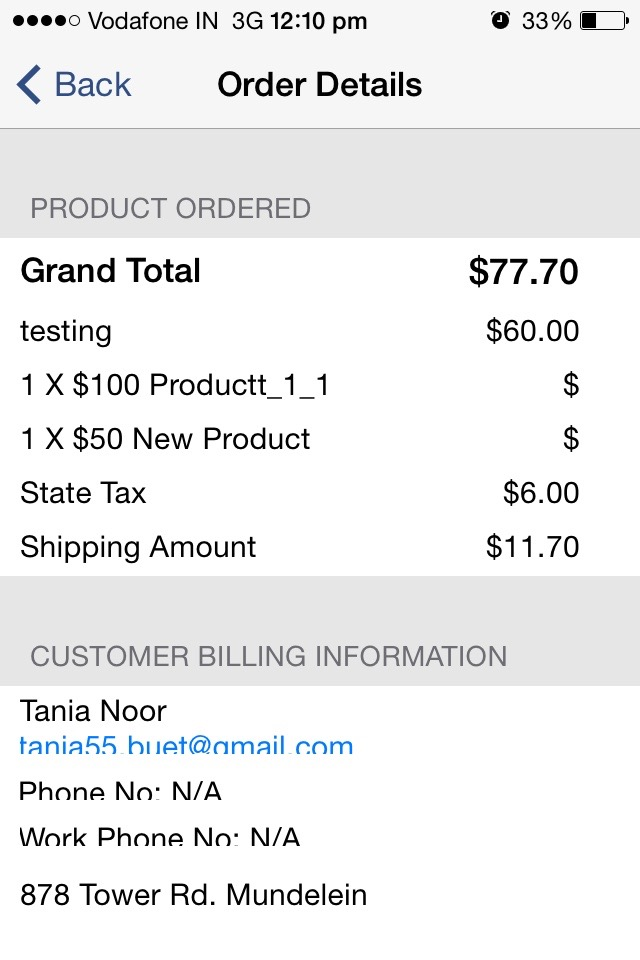 Vodafone IN 3G 12:10 pm 33%
Back Order Details
PRODUCT ORDERED
Grand Total $77.70
testing $60.00
1 X $100 Productt_1_1 $
1 X $50 New Product $
State Tax $6.00
Shipping Amount $11.70
CUSTOMER BILLING INFORMATION
Tania Noor
tania55.buet@gmail.com
Phone No: N/A
Work Phone No: N/A
878 Tower Rd. Mundelein